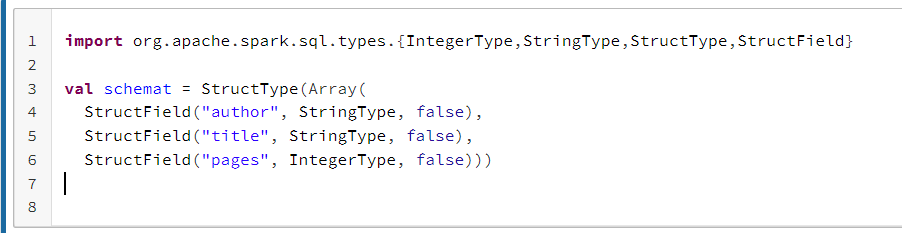 1 import org.apache.spark.sql.types.{IntegerType,StringType,StructType,StructField}
2
3 val schemat = StructType(Array(
4   StructField("author", StringType, false),
5   StructField("title", StringType, false),
6   StructField("pages", IntegerType, false)))
7
8